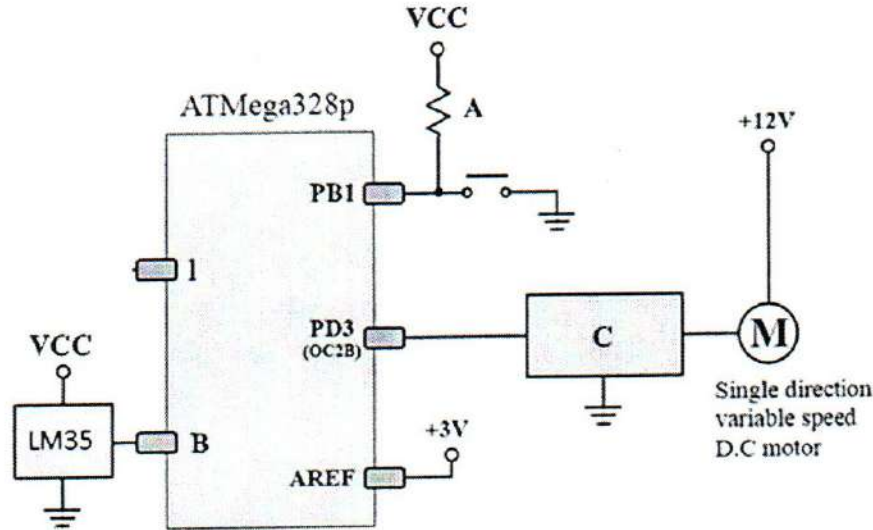 VCC
ATMega328p
A
+12V
PB1
1
PD3
(OC2B)
C
M
VCC
LM35
B
+3V
AREF
Single direction
variable speed
D.C motor